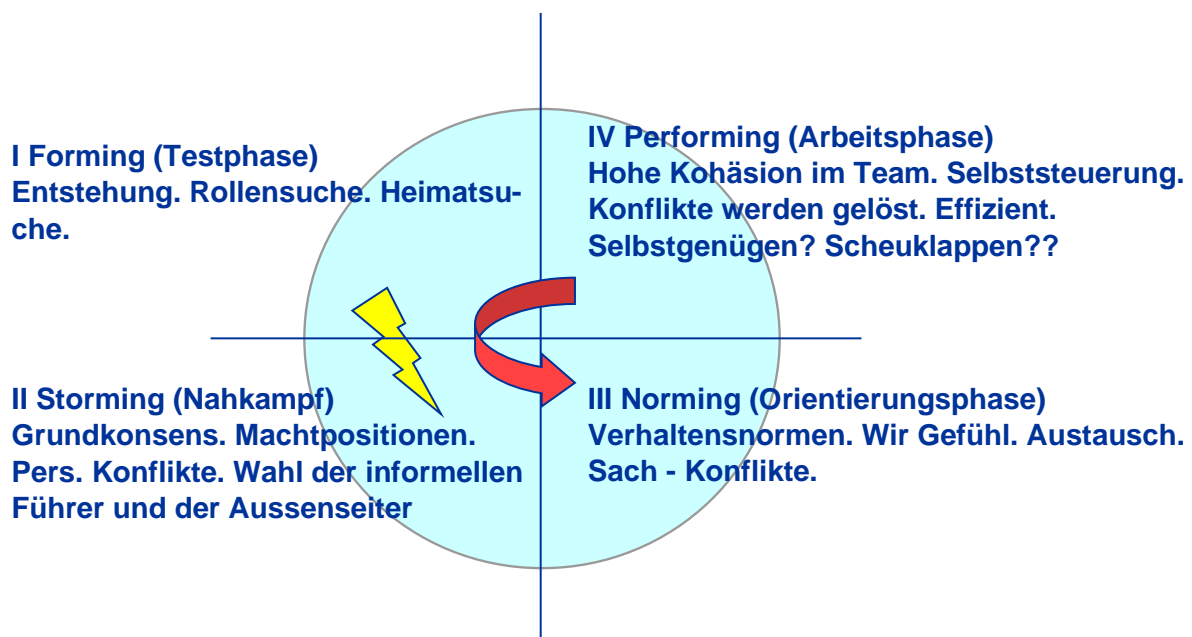 I Forming (Testphase)
Entstehung. Rollensuche. Heimatsu-
che.
IV Performing (Arbeitsphase)
Hohe Kohäsion im Team. Selbststeuerung.
Konflikte werden gelöst. Effizient.
Selbstgenügen? Scheuklappen??
II Storming (Nahkampf)
Grundkonsens. Machtpositionen.
Pers. Konflikte. Wahl der informellen
Führer und der Aussenseiter
III Norming (Orientierungsphase)
Verhaltensnormen. Wir Gefühl. Austausch.
Sach - Konflikte.